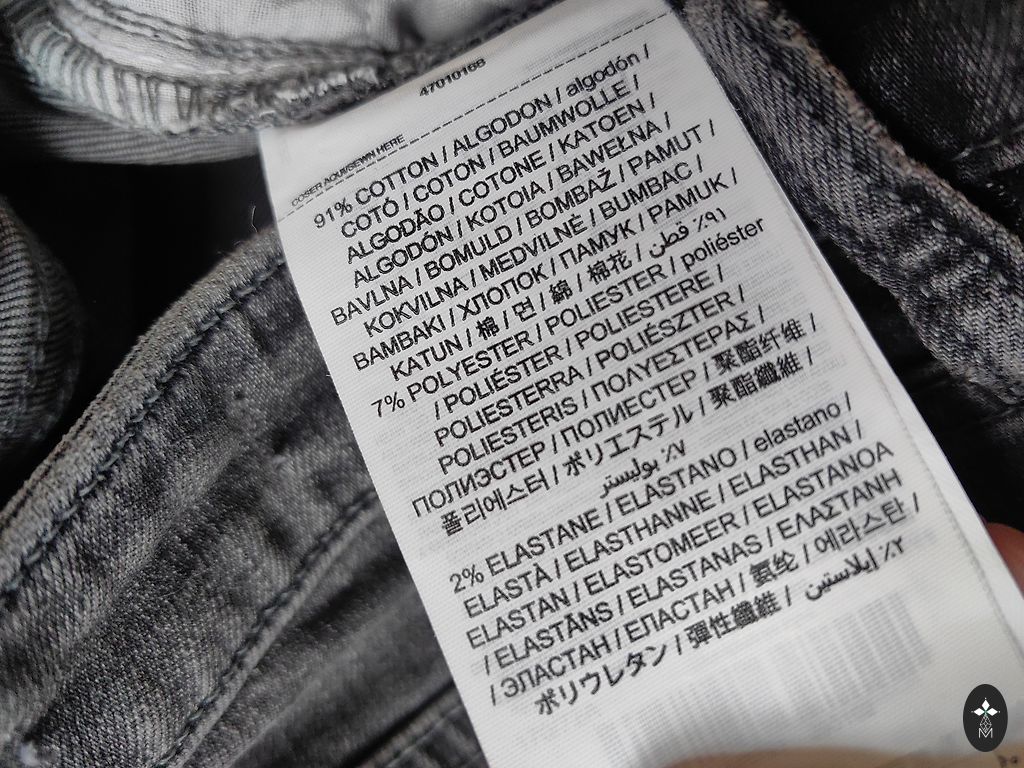 47010168
COSER AQUI/SEWN HERE
91% COTTON / ALGODON / algodón /
COTÓ / COTON / BAUMWOLLE /
ALGODÃO / COTONE / KATOEN /
ALGODÓN / KOTOIA / BAWEŁNA /
BAVLNA / BOMULD / BOMBAŽ / PAMUT /
KOKVILNA / MEDVILNĖ / BUMBAC /
BAMBAKI / ХЛОПОК / ПАМУК / PAMUK /
KATUN / 棉 / 면 / 綿 / 棉花 / قطن ٪٩١
7% POLYESTER / POLIESTER / poliéster
/ POLIÉSTER / POLIESTERE /
POLIESTERRA / POLIÉSZTER /
POLIESTERIS / ΠΟΛΥΕΣΤΕΡΑΣ /
ПОЛИЭСТЕР / ПОЛИЕСТЕР / 聚酯纤维 /
폴리에스터 / ポリエステル / 聚酯纖維 /
٪٧ بوليستر
2% ELASTANE / ELASTANO / elastano /
ELASTÀ / ELASTHANNE / ELASTHAN /
ELASTAN / ELASTOMEER / ELASTANOA
/ ELASTĀNS / ELASTANAS / ΕΛΑΣΤΑΝΗ
/ ЭЛАСТАН / ЕЛАСТАН / 氨纶 / 에라스탄 /
ポリウレタン / 彈性纖維 / ٪٢ إيلاستين
M